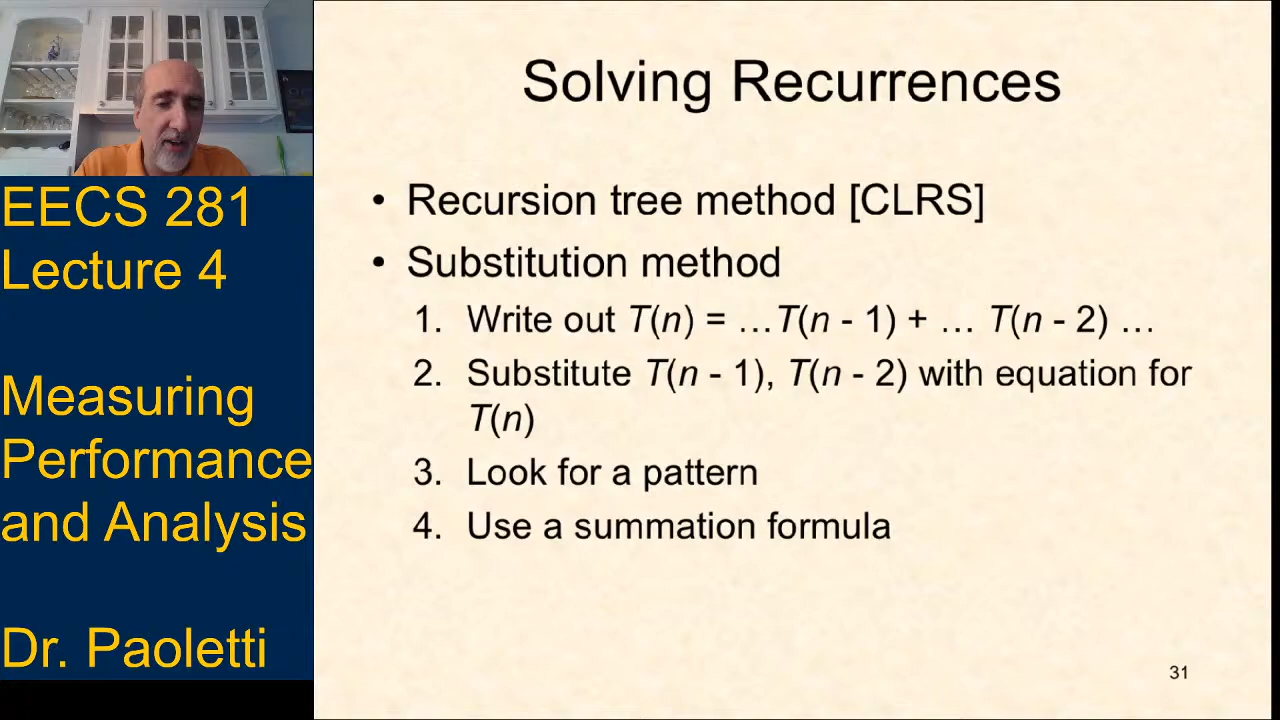 EECS 281
Lecture 4
Measuring
Performance
and Analysis
Dr. Paoletti
Solving Recurrences
• Recursion tree method [CLRS]
• Substitution method
1. Write out T(n) = …T(n - 1) + … T(n - 2) …
2. Substitute T(n - 1), T(n - 2) with equation for
T(n)
3. Look for a pattern
4. Use a summation formula
31